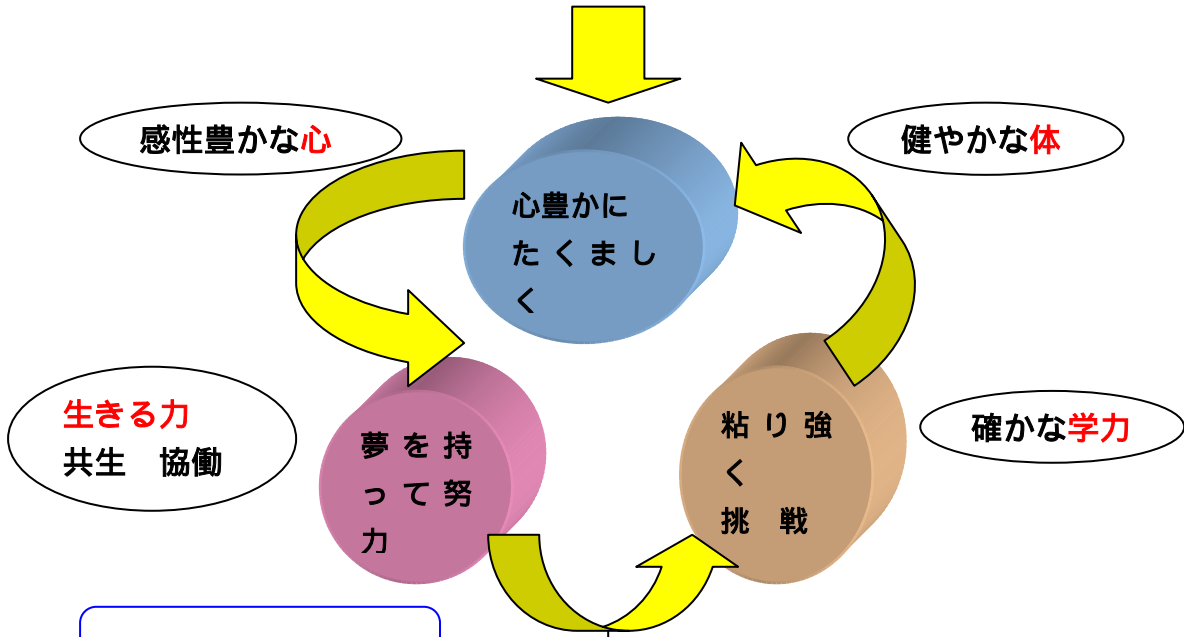 感性豊かな心
健やかな体
心豊かに
たくまし
く
生きる力
共生　協働
夢を持
って努
力
粘り強
く
挑　戦
確かな学力